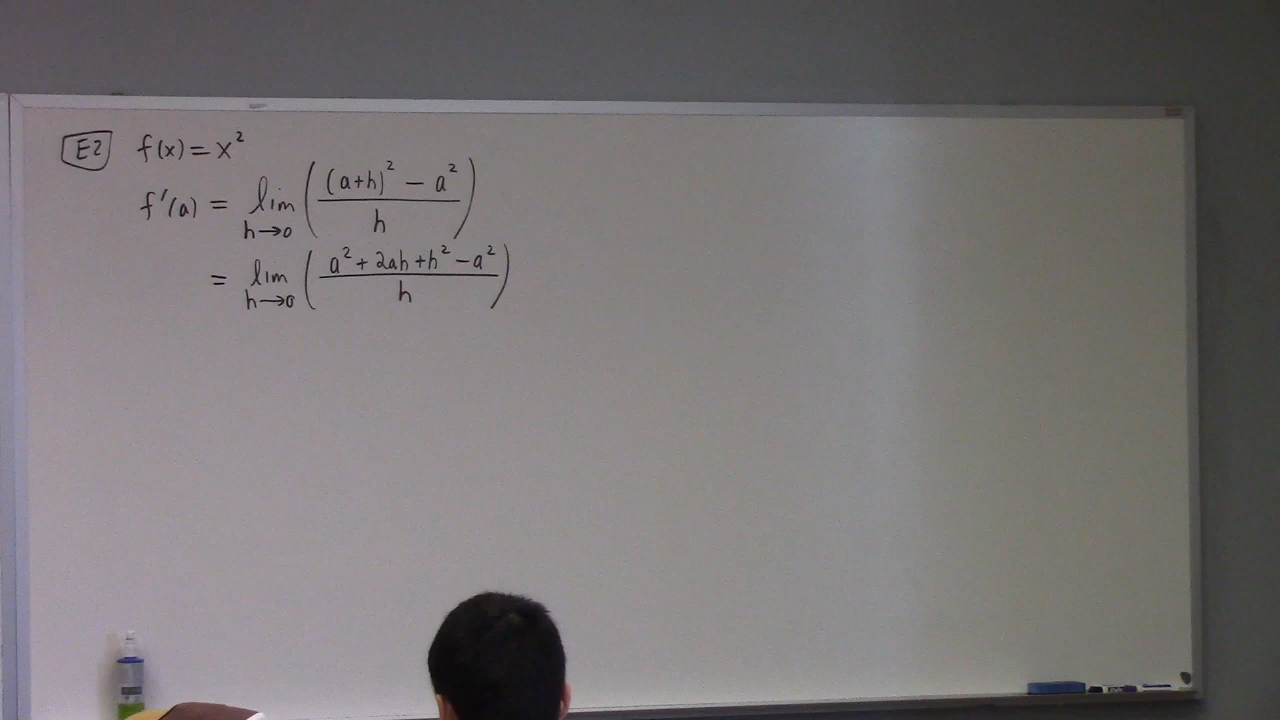 E2 f(x) = x²
f'(a) = lim h→0 ( (a+h)² - a² / h )
= lim h→0 ( a² + 2ah + h² - a² / h )